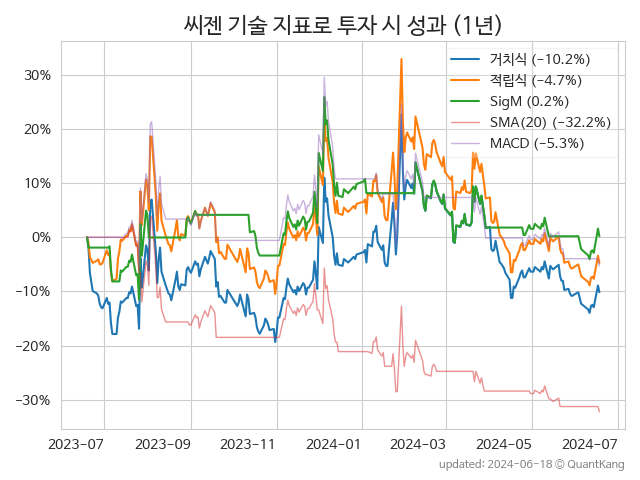 씨젠 기술 지표로 투자 시 성과 (1년)
거치식 (−10.2%)
적립식 (−4.7%)
SigM (0.2%)
SMA(20) (−32.2%)
MACD (−5.3%)
30%
20%
10%
0%
−10%
−20%
−30%
2023-07 2023-09 2023-11 2024-01 2024-03 2024-05 2024-07
updated: 2024-06-18 ⓒ QuantKang